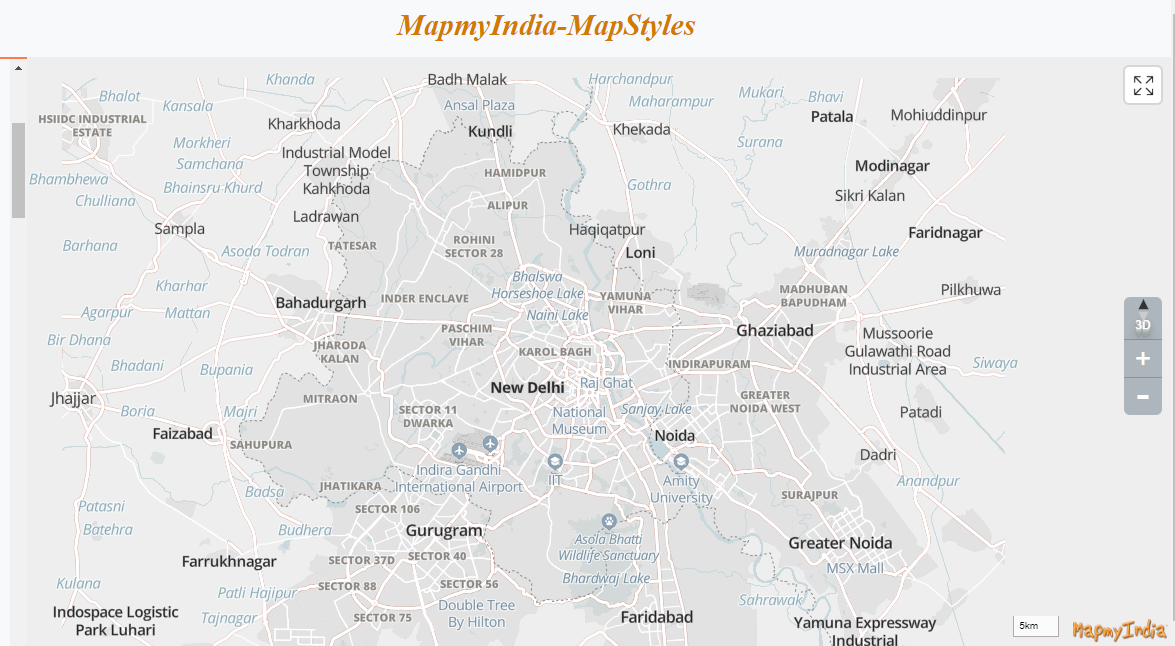 MapmyIndia-MapStyles
Khanda
Badh Malak
Harchandpur
Bhalot
Kansala
Ansal Plaza
Maharampur
Mukari
Bhavi
HSIIDC INDUSTRIAL
ESTATE
Kharkhoda
Kundli
Khekada
Patala
Mohiuddinpur
Morkheri
Surana
Industrial Model
Township
Kahkhoda
Samchana
HAMIDPUR
Modinagar
Bhambhewa
Bhainsru Khurd
Gothra
Sikri Kalan
Chulliana
ALIPUR
Ladrawan
Sampla
Haqiqatpur
Faridnagar
Barhana
Asoda Todran
TATESAR
ROHINI
SECTOR 28
Loni
Muradnagar Lake
Kharhar
Bhalswa
Horseshoe Lake
MADHUBAN
BAPUDHAM
Pilkhuwa
Bahadurgarh
INDER ENCLAVE
YAMUNA
VIHAR
Agarpur
Mattan
Naini Lake
Bir Dhana
PASCHIM
VIHAR
Ghaziabad
Mussoorie
Gulawathi Road
Industrial Area
JHARODA
KALAN
KAROL BAGH
Bhadani
Bupania
INDIRAPURAM
Siwaya
New Delhi
Raj Ghat
Jhajjar
MITRAON
GREATER
NOIDA WEST
Boria
Majri
SECTOR 11
DWARKA
National
Museum
Sanjay Lake
Patadi
Faizabad
SAHUPURA
Noida
Dadri
Indira Gandhi
International Airport
IIT
Amity
University
Anandpur
Badsa
JHATIKARA
SURAJPUR
Patasni
SECTOR 106
Batehra
Budhera
Gurugram
Asola Bhatti
Wildlife Sanctuary
Greater Noida
Farrukhnagar
SECTOR 37D
SECTOR 40
MSX Mall
Kulana
Patli Hajipur
SECTOR 88
SECTOR 56
Bhardwaj Lake
Indospace Logistic
Park Luhari
Tajnagar
SECTOR 75
Double Tree
By Hilton
Faridabad
Sahrawak
Yamuna Expressway
Industrial
3D
+
−
5km
MapmyIndia